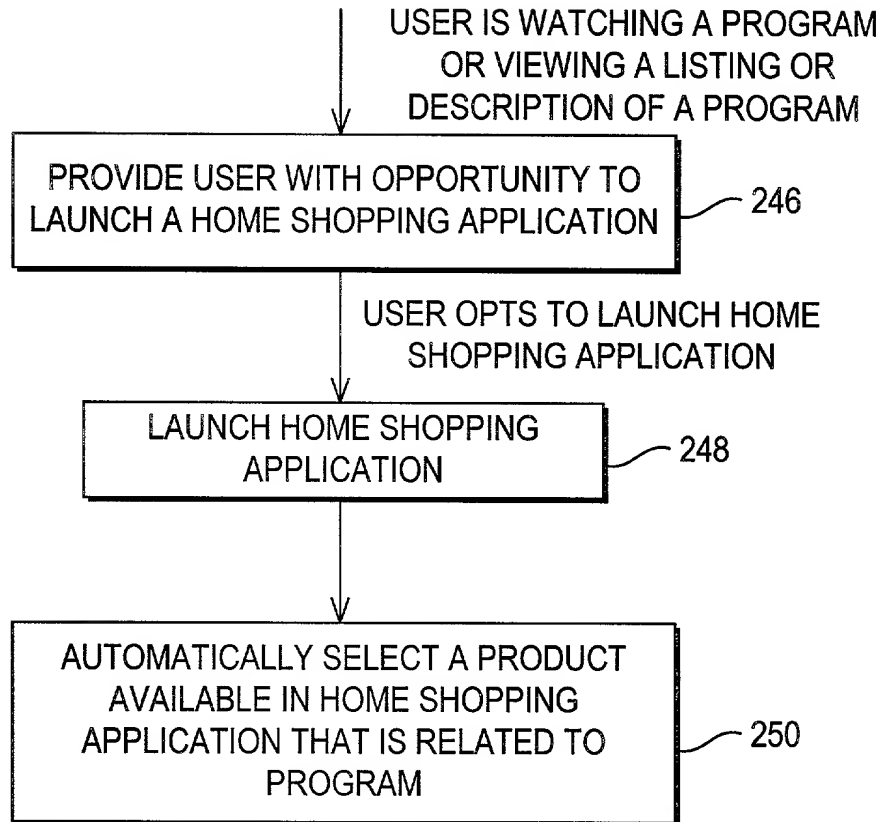 USER IS WATCHING A PROGRAM
OR VIEWING A LISTING OR
DESCRIPTION OF A PROGRAM
PROVIDE USER WITH OPPORTUNITY TO
LAUNCH A HOME SHOPPING APPLICATION
246
USER OPTS TO LAUNCH HOME
SHOPPING APPLICATION
LAUNCH HOME SHOPPING
APPLICATION
248
AUTOMATICALLY SELECT A PRODUCT
AVAILABLE IN HOME SHOPPING
APPLICATION THAT IS RELATED TO
PROGRAM
250